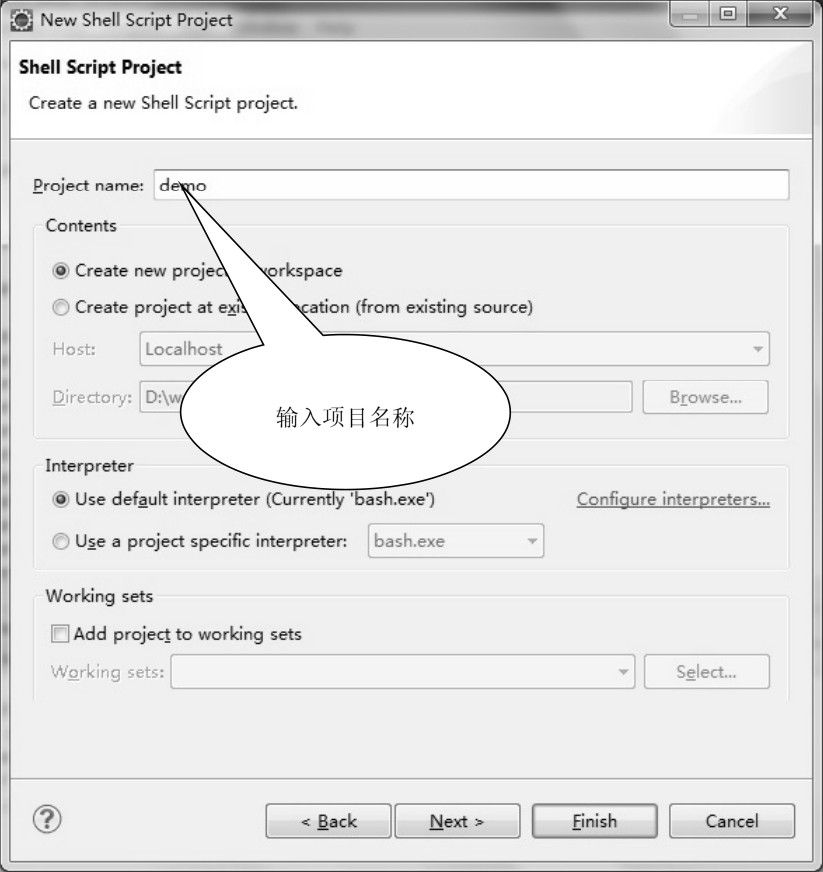 New Shell Script Project
Shell Script Project
Create a new Shell Script project.
Project name: demo
Contents
Create new projec workspace
Create project at exis cation (from existing source)
Host: Localhost
Directory: D:\w Browse...
输入项目名称
Interpreter
Use default interpreter (Currently 'bash.exe') Configure interpreters...
Use a project specific interpreter: bash.exe
Working sets
Add project to working sets
Working sets: Select...
? < Back Next > Finish Cancel